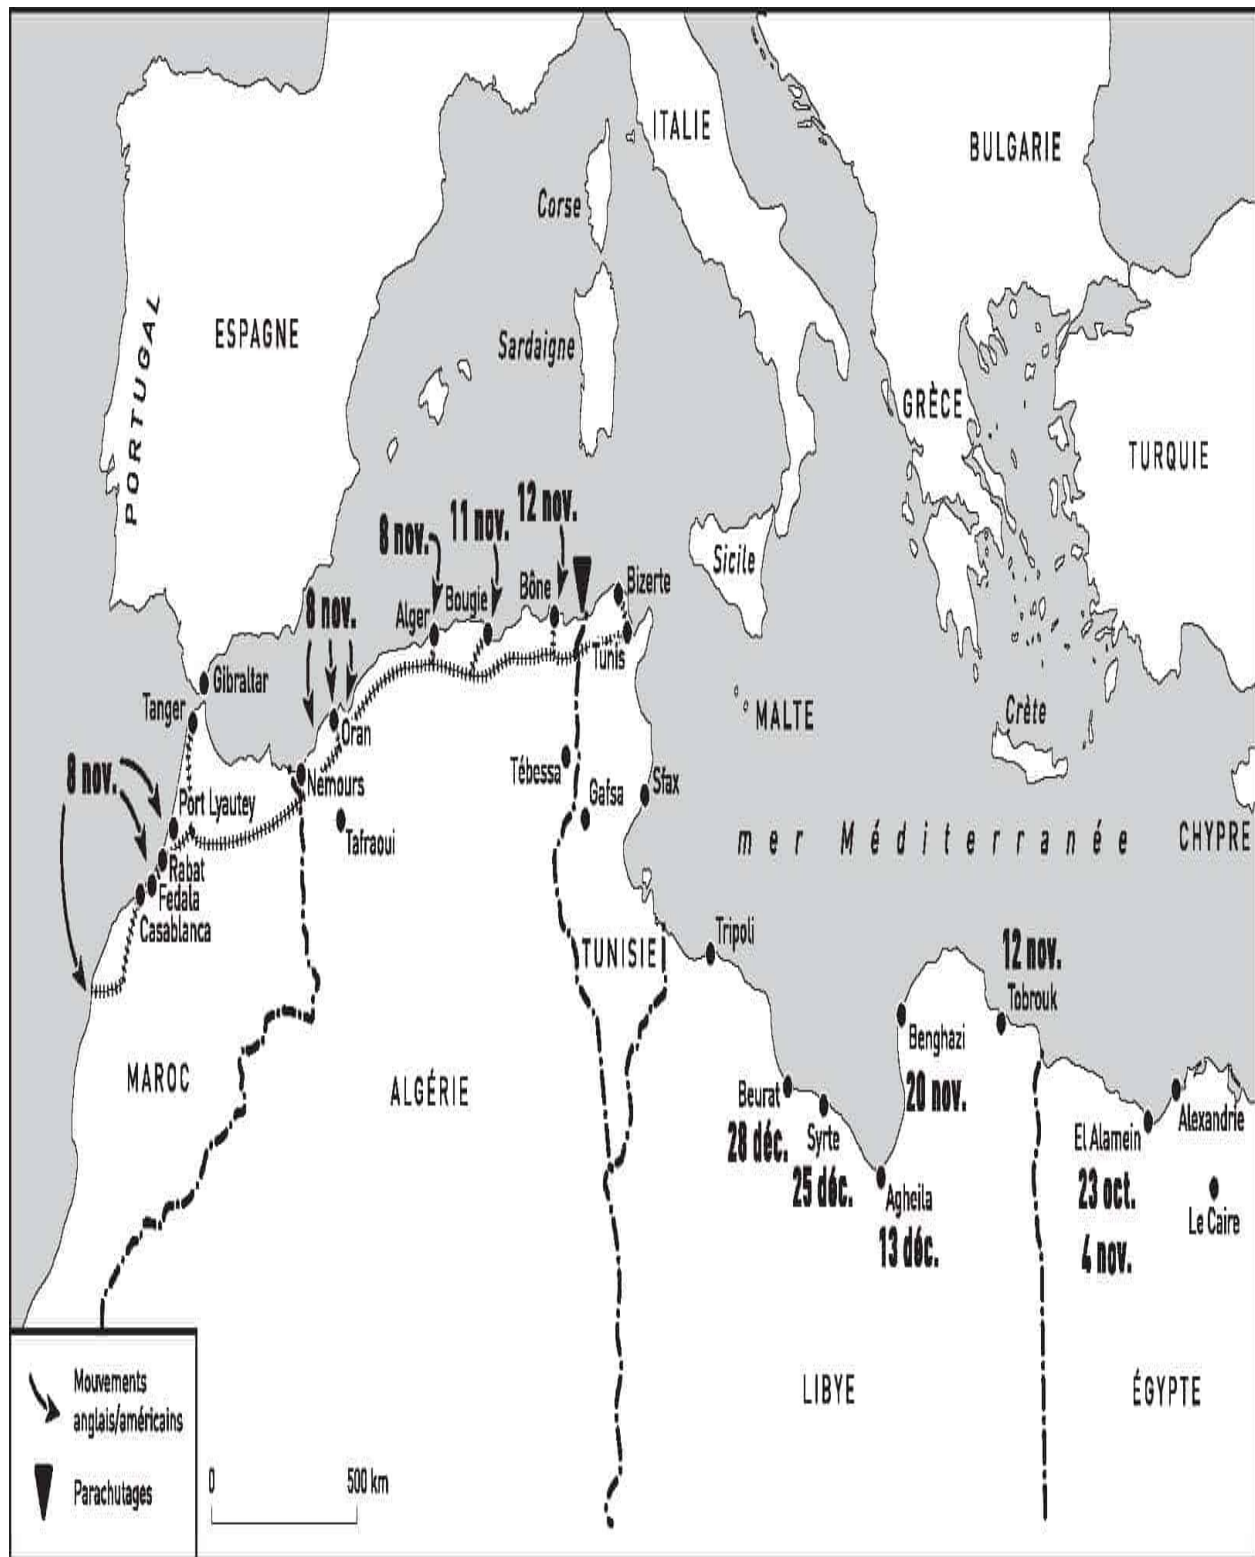 ITALIE
BULGARIE
Corse
PORTUGAL
ESPAGNE
Sardaigne
GRÈCE
TURQUIE
8 nov.
11 nov.
12 nov.
Sicile
Bizerte
Bône
Bougie
Alger
8 nov.
Tunis
Gibraltar
Tanger
MALTE
Crète
Oran
8 nov.
Nemours
Tébessa
Gafsa
Sfax
Port Lyautey
Tafraoui
mer Méditerranée
CHYPRE
Rabat
Fedala
Casablanca
TUNISIE
Tripoli
12 nov.
Tobrouk
Benghazi
20 nov.
MAROC
ALGÉRIE
Beurat
28 déc.
Syrte
25 déc.
Agheila
13 déc.
El Alamein
23 oct.
4 nov.
Alexandrie
Le Caire
LIBYE
ÉGYPTE
Mouvements
anglais/américains
Parachutages
0 500 km